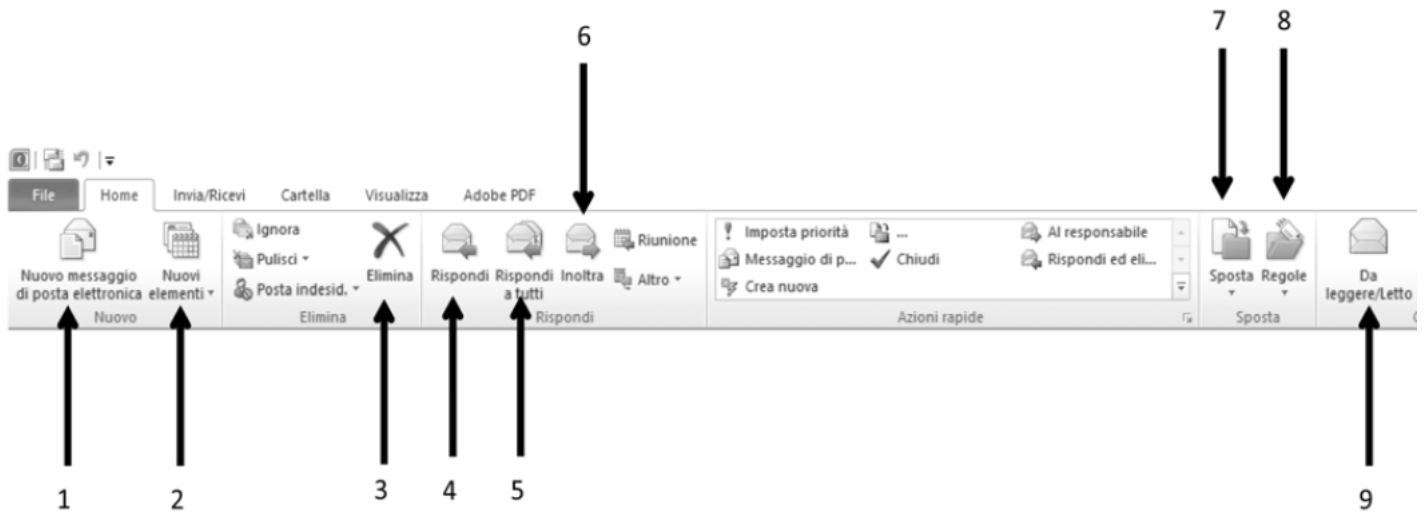 6
7 8
File Home Invia/Ricevi Cartella Visualizza Adobe PDF
Nuovo messaggio
di posta elettronica
Nuovi
elementi
Nuovo
Ignora
Pulisci
Posta indesid.
Elimina
Elimina
Rispondi
Rispondi
a tutti
Inoltra
Riunione
Altro
Rispondi
! Imposta priorità
Messaggio di p...
Crea nuova
...
Chiudi
Al responsabile
Rispondi ed eli...
Azioni rapide
Sposta
Regole
Sposta
Da
leggere/Letto
1 2 3 4 5 9